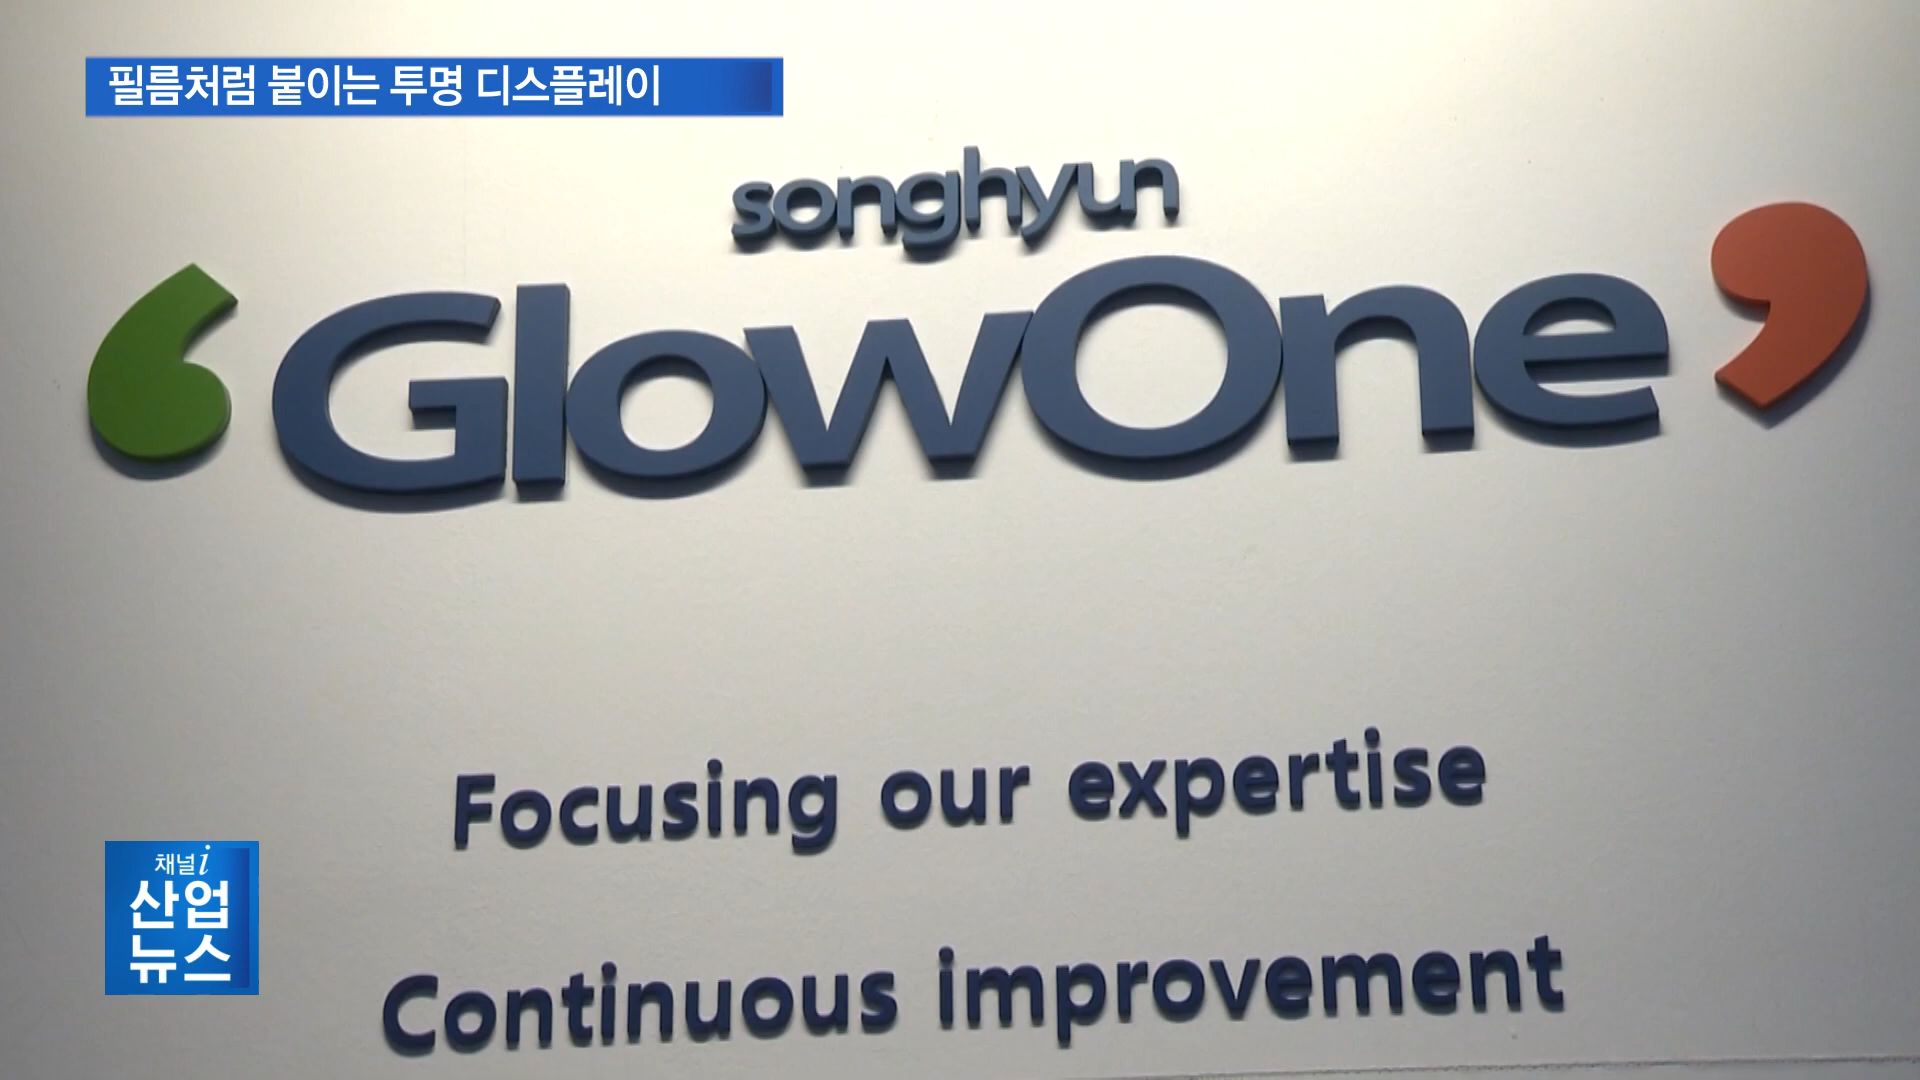 필름처럼 붙이는 투명 디스플레이
songhyun
‘GlowOne’
Focusing our expertise
Continuous improvement
채널i
산업
뉴스